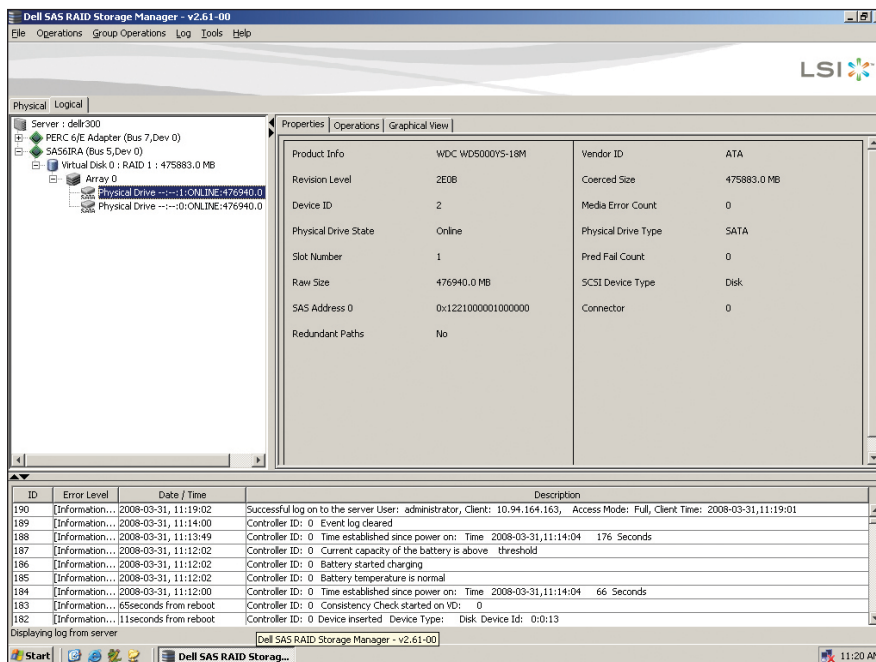 Dell SAS RAID Storage Manager - v2.61-00
File Operations Group Operations Log Tools Help
LSI
Physical Logical
Server : dellr300
PERC 6/E Adapter (Bus 7,Dev 0)
SAS6IRA (Bus 5,Dev 0)
Virtual Disk 0 : RAID 1 : 475883.0 MB
Array 0
SATA Physical Drive --:--:1:ONLINE:476940.0
SATA Physical Drive --:--:0:ONLINE:476940.0
Properties Operations Graphical View
Product Info WDC WD5000YS-18M Vendor ID ATA
Revision Level 2E0B Coerced Size 475883.0 MB
Device ID 2 Media Error Count 0
Physical Drive State Online Physical Drive Type SATA
Slot Number 1 Pred Fail Count 0
Raw Size 476940.0 MB SCSI Device Type Disk
SAS Address 0 0x1221000001000000 Connector 0
Redundant Paths No
ID Error Level Date / Time Description
190 [Information... 2008-03-31, 11:19:02 Successful log on to the server User: administrator, Client: 10.94.164.163, Access Mode: Full, Client Time: 2008-03-31,11:19:01
189 [Information... 2008-03-31, 11:14:00 Controller ID: 0 Event log cleared
188 [Information... 2008-03-31, 11:13:49 Controller ID: 0 Time established since power on: Time 2008-03-31,11:14:04 176 Seconds
187 [Information... 2008-03-31, 11:12:02 Controller ID: 0 Current capacity of the battery is above threshold
186 [Information... 2008-03-31, 11:12:02 Controller ID: 0 Battery started charging
185 [Information... 2008-03-31, 11:12:02 Controller ID: 0 Battery temperature is normal
184 [Information... 2008-03-31, 11:12:00 Controller ID: 0 Time established since power on: Time 2008-03-31,11:14:04 66 Seconds
183 [Information... 65seconds from reboot Controller ID: 0 Consistency Check started on VD: 0
182 [Information... 11seconds from reboot Controller ID: 0 Device inserted Device Type: Disk Device Id: 0:0:13
Displaying log from server
Dell SAS RAID Storage Manager - v2.61-00
Start Dell SAS RAID Storag... 11:20 AM